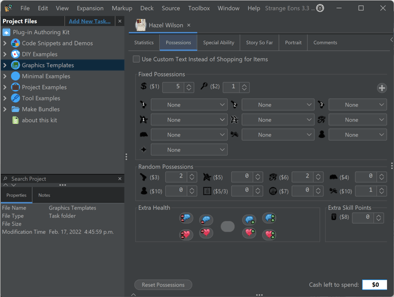 File Edit View Expansion Markup Deck Source Toolbox Window Help Strange Eons 3.3
Project Files Add New Task...
Plug-in Authoring Kit
Code Snippets and Demos
DIY Examples
Graphics Templates
Minimal Examples
Project Examples
Tool Examples
Make Bundles
about this kit
Search Project
Properties Notes
File Name Graphics Templates
File Type Task folder
File Size
Modification Time Feb. 17, 2022 4:45:59 p.m.
Hazel Wilson
Statistics Possessions Special Ability Story So Far Portrait Comments
Use Custom Text Instead of Shopping for Items
Fixed Possessions
($1) 5 ($2) 1
None None None
None None None
None None None
None
Random Possessions
($3) 2 ($5) 0 ($6) 2 ($4) 0
($10) 0 ($5/3) 0 ($7) 0 ($10) 1
Extra Health
Extra Skill Points
($8) 0
Reset Possessions Cash left to spend: $0